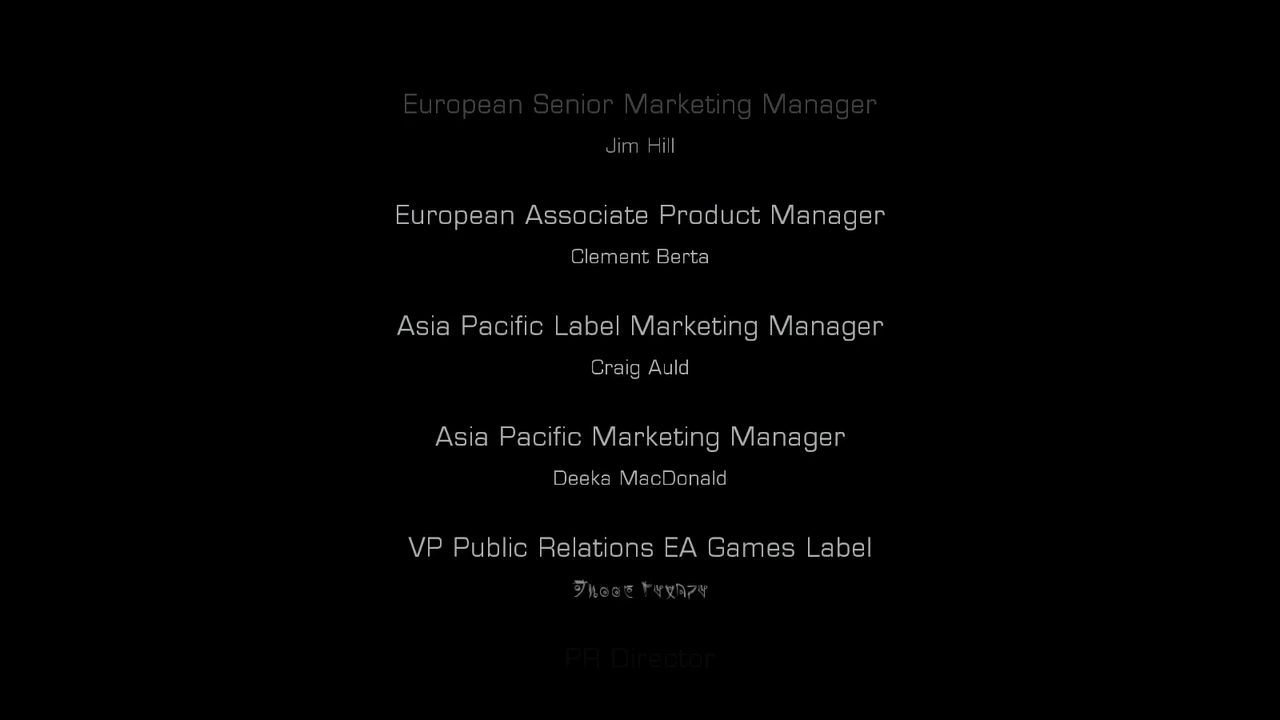 European Senior Marketing Manager
Jim Hill
European Associate Product Manager
Clement Berta
Asia Pacific Label Marketing Manager
Craig Auld
Asia Pacific Marketing Manager
Deeka MacDonald
VP Public Relations EA Games Label
PR Director